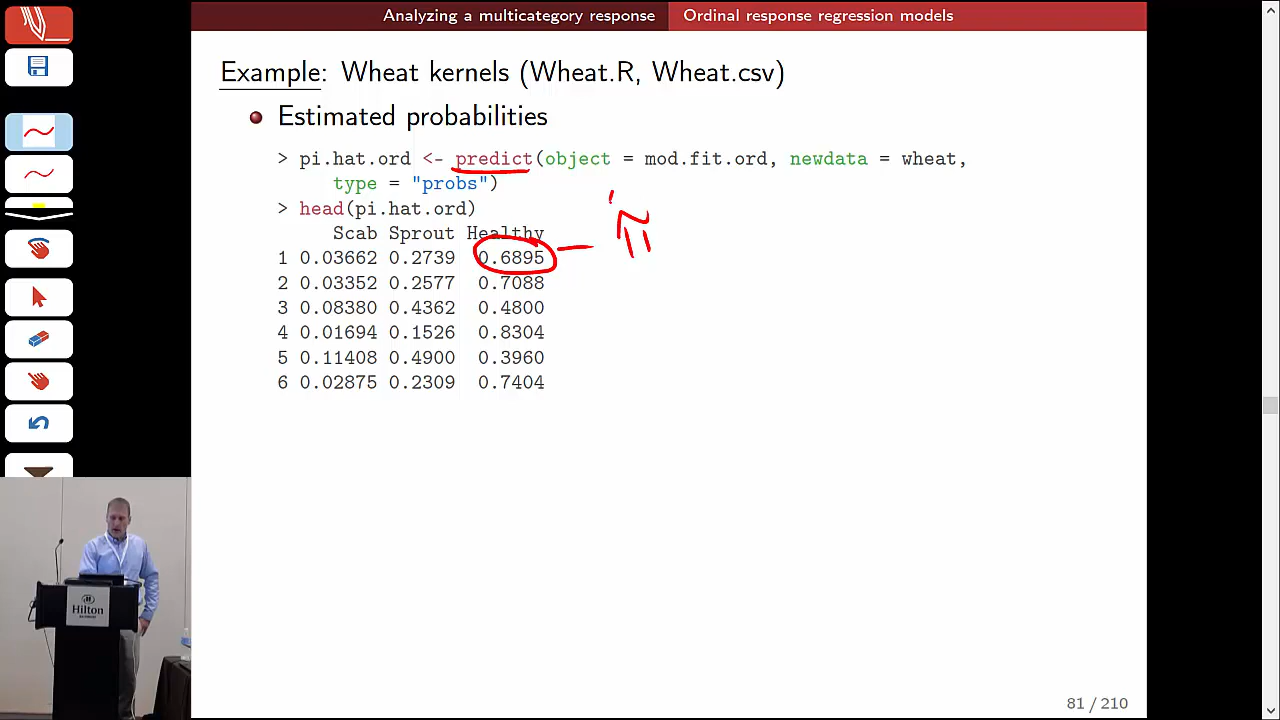 Analyzing a multicategory response Ordinal response regression models
Example: Wheat kernels (Wheat.R, Wheat.csv)
Estimated probabilities
> pi.hat.ord <- predict(object = mod.fit.ord, newdata = wheat,
type = "probs")
> head(pi.hat.ord)
Scab Sprout Healthy
1 0.03662 0.2739 0.6895
2 0.03352 0.2577 0.7088
3 0.08380 0.4362 0.4800
4 0.01694 0.1526 0.8304
5 0.11408 0.4900 0.3960
6 0.02875 0.2309 0.7404
π
Hilton
81 / 210